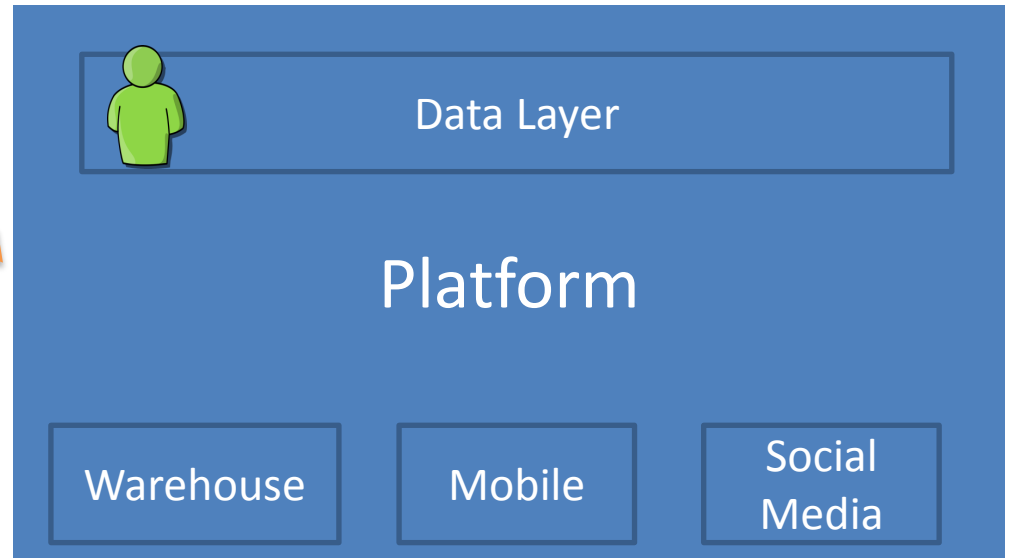 Data Layer
Platform
Warehouse
Mobile
Social
Media